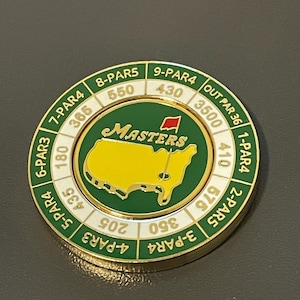 MASTERS
1-PAR4
2-PAR5
3-PAR4
4-PAR3
5-PAR4
6-PAR3
7-PAR4
8-PAR5
9-PAR4
OUT PAR:36
410
575
350
205
435
180
365
550
430
3500